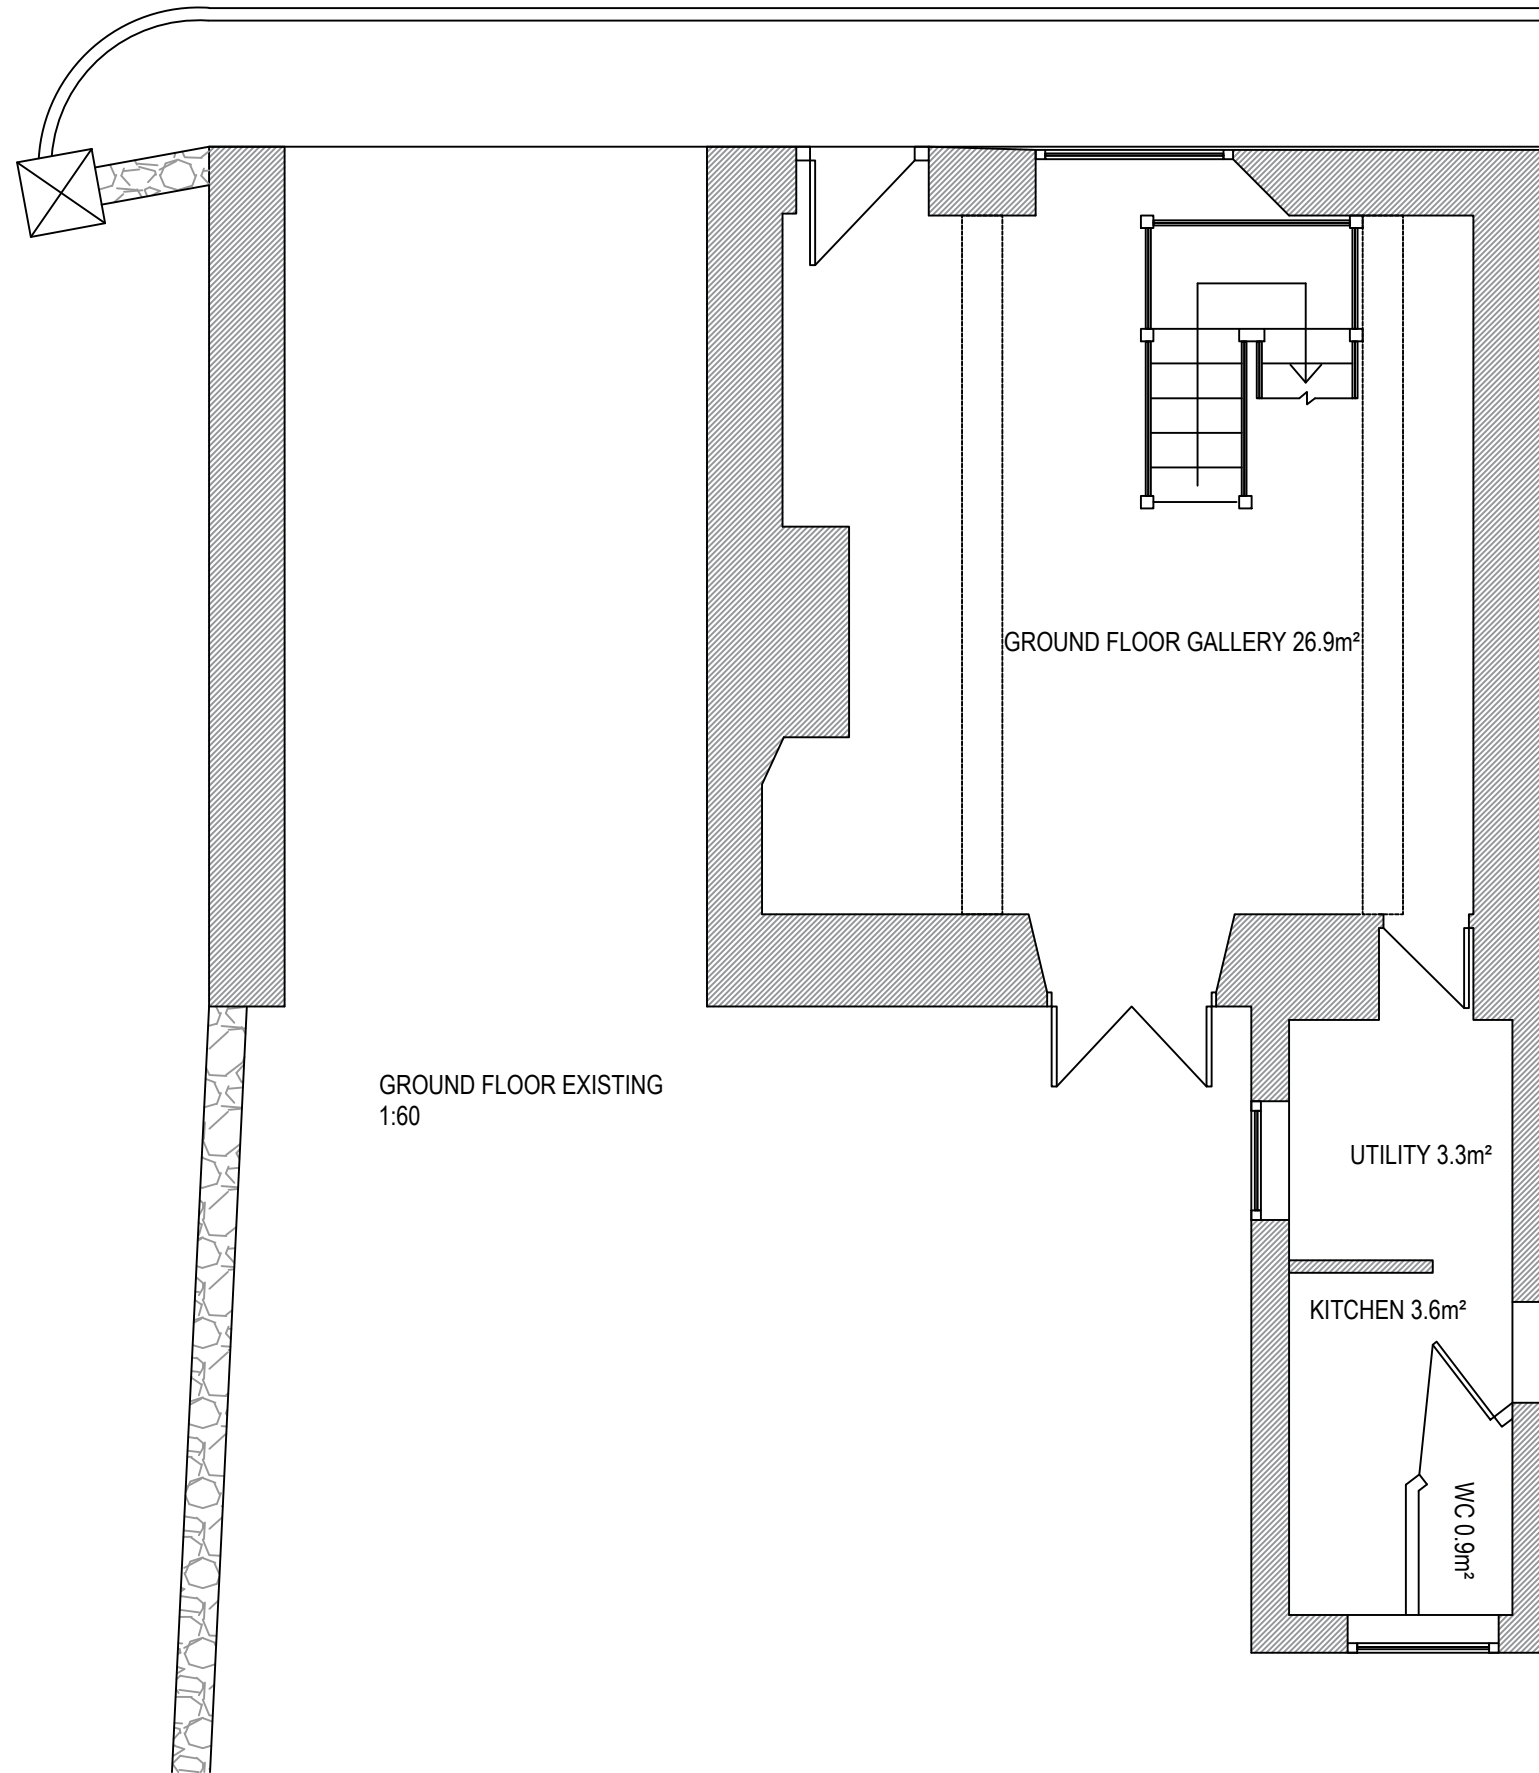 GROUND FLOOR GALLERY 26.9m²
GROUND FLOOR EXISTING
1:60
UTILITY 3.3m²
KITCHEN 3.6m²
WC 0.9m²